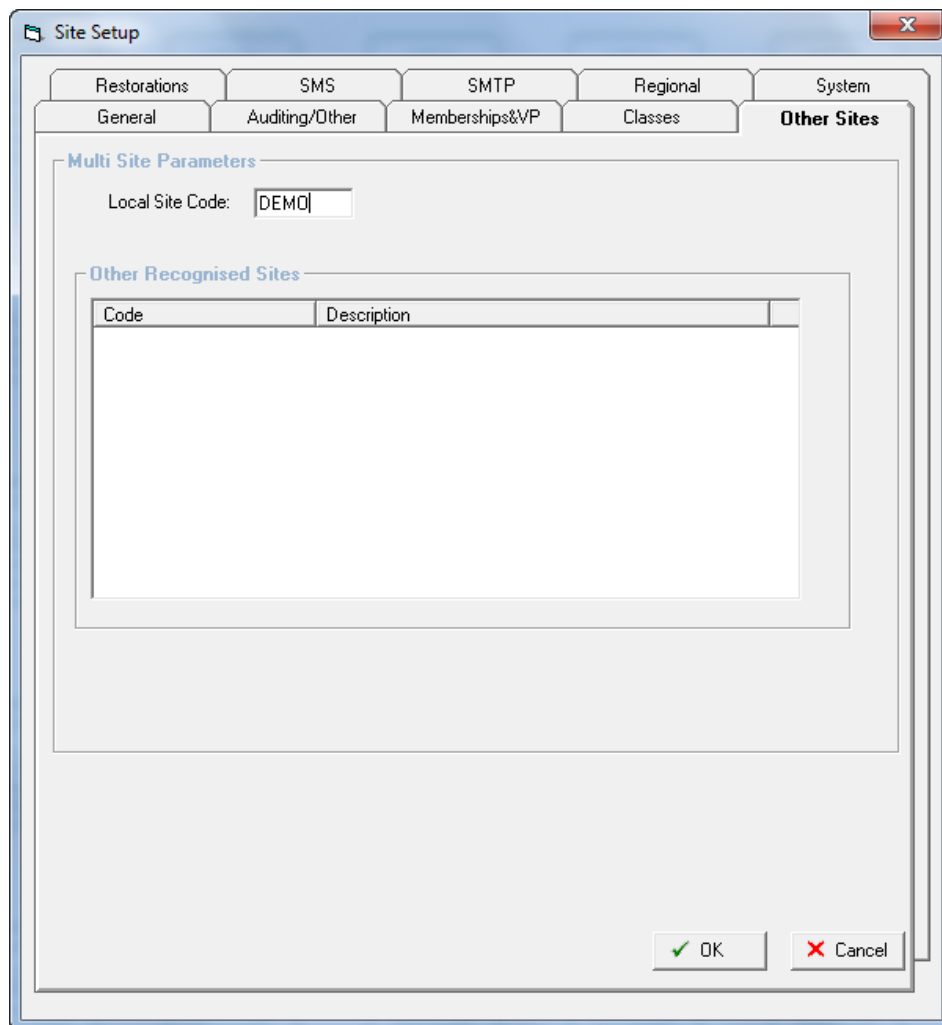 Site Setup
Restorations SMS SMTP Regional System
General Auditing/Other Memberships&VP Classes Other Sites
Multi Site Parameters
Local Site Code: DEMO
Other Recognised Sites
Code Description
OK Cancel